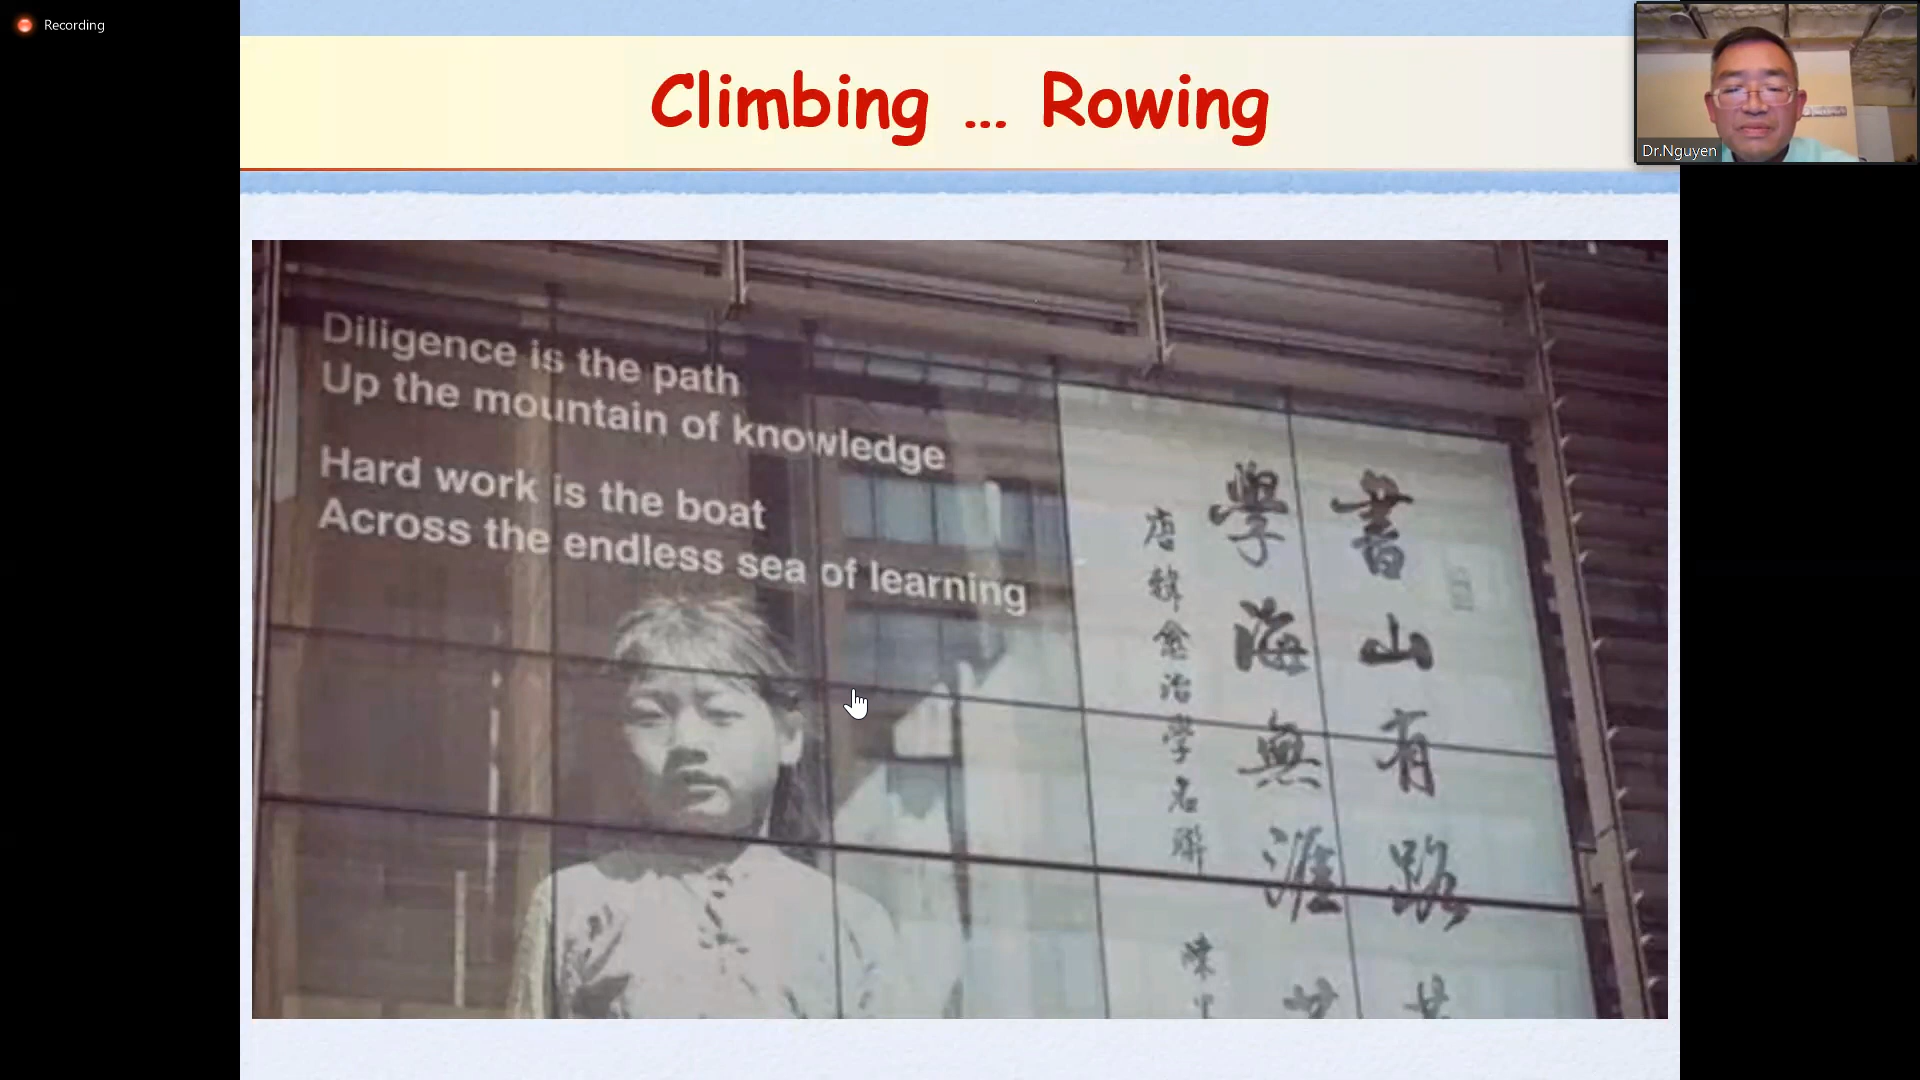 Recording
Climbing ... Rowing
Dr.Nguyen
Diligence is the path
Up the mountain of knowledge
Hard work is the boat
Across the endless sea of learning
書山有路
學海無涯
唐韓愈治學名聯
陳